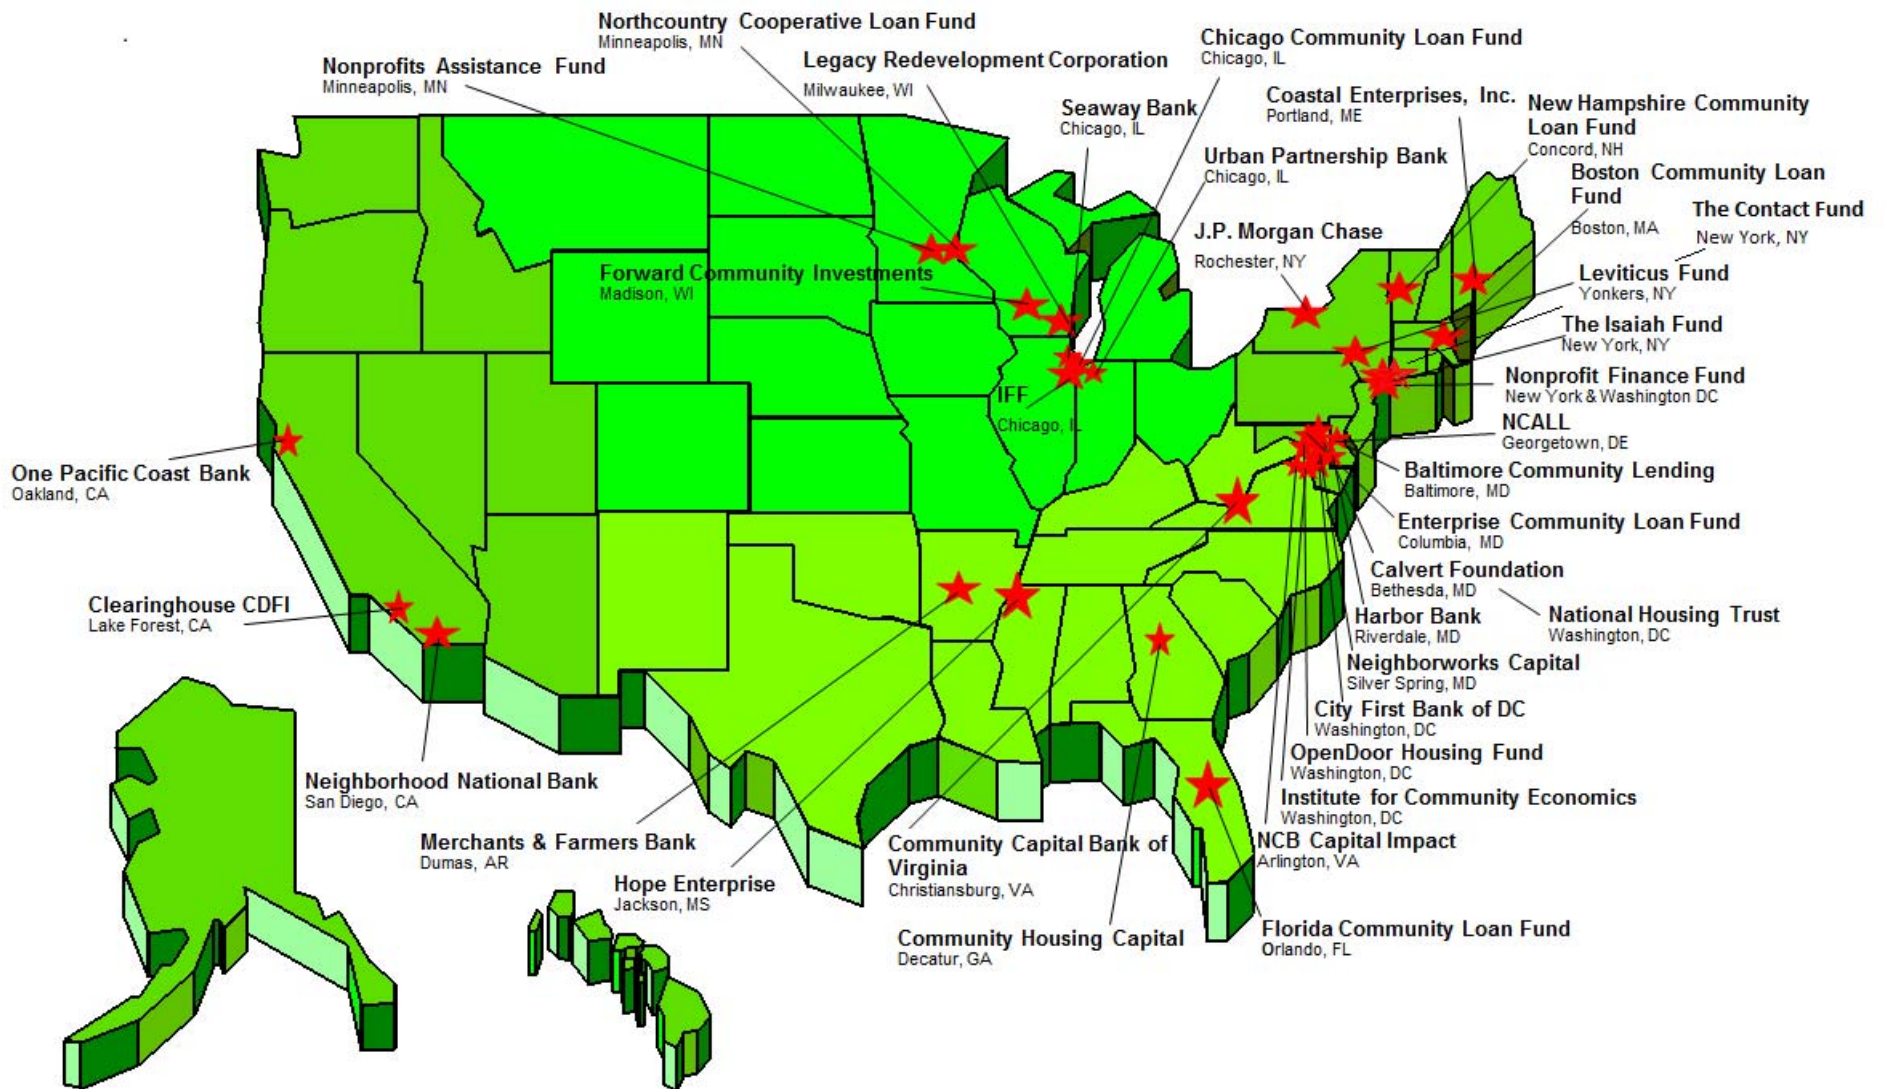 Northcountry Cooperative Loan Fund
Minneapolis, MN
Nonprofits Assistance Fund
Minneapolis, MN
Legacy Redevelopment Corporation
Milwaukee, WI
Chicago Community Loan Fund
Chicago, IL
Seaway Bank
Chicago, IL
Coastal Enterprises, Inc.
Portland, ME
New Hampshire Community
Loan Fund
Concord, NH
Urban Partnership Bank
Chicago, IL
Boston Community Loan
Fund
Boston, MA
The Contact Fund
New York, NY
J.P. Morgan Chase
Rochester, NY
Forward Community Investments
Madison, WI
Leviticus Fund
Yonkers, NY
The Isaiah Fund
New York, NY
Nonprofit Finance Fund
New York & Washington DC
IFF
Chicago, IL
NCALL
Georgetown, DE
One Pacific Coast Bank
Oakland, CA
Baltimore Community Lending
Baltimore, MD
Enterprise Community Loan Fund
Columbia, MD
Calvert Foundation
Bethesda, MD
Clearinghouse CDFI
Lake Forest, CA
Harbor Bank
Riverdale, MD
National Housing Trust
Washington, DC
Neighborworks Capital
Silver Spring, MD
City First Bank of DC
Washington, DC
OpenDoor Housing Fund
Washington, DC
Neighborhood National Bank
San Diego, CA
Institute for Community Economics
Washington, DC
Merchants & Farmers Bank
Dumas, AR
Community Capital Bank of
Virginia
Christiansburg, VA
NCB Capital Impact
Arlington, VA
Hope Enterprise
Jackson, MS
Community Housing Capital
Decatur, GA
Florida Community Loan Fund
Orlando, FL